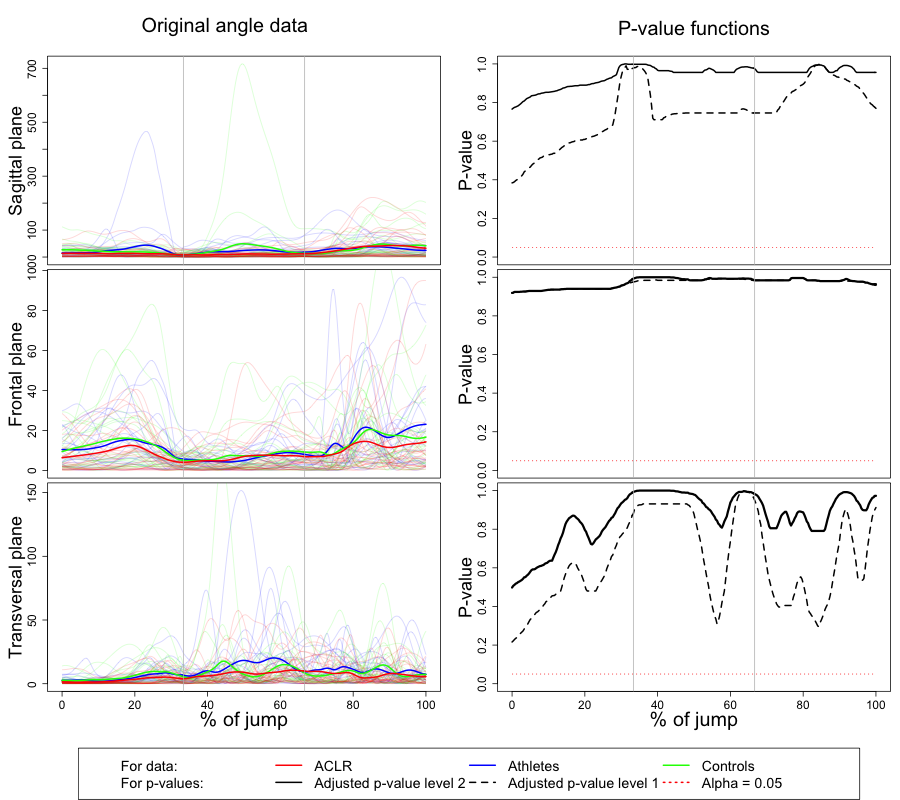 Original angle data
P-value functions
Sagittal plane
100
300
500
700
P-value
0.0
0.2
0.4
0.6
0.8
1.0
Frontal plane
0
20
40
60
80
100
P-value
0.0
0.2
0.4
0.6
0.8
1.0
Transversal plane
0
50
100
150
P-value
0.0
0.2
0.4
0.6
0.8
1.0
0 20 40 60 80 100
0 20 40 60 80 100
% of jump
% of jump
For data: ACLR Athletes Controls
For p-values: Adjusted p-value level 2 Adjusted p-value level 1 Alpha = 0.05